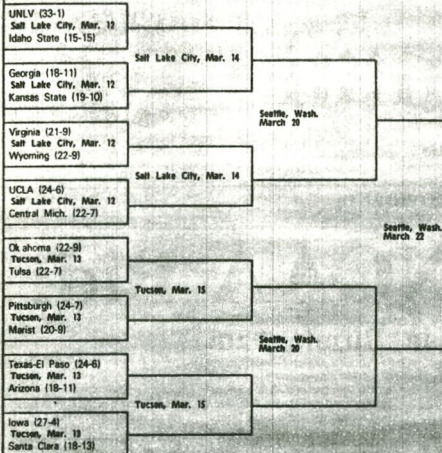 UNLV (33-1)
Salt Lake City, Mar. 12
Idaho State (15-15)
Salt Lake City, Mar. 14
Georgia (18-11)
Salt Lake City, Mar. 12
Kansas State (19-10)
Seattle, Wash.
March 20
Virginia (21-9)
Salt Lake City, Mar. 12
Wyoming (22-9)
Salt Lake City, Mar. 14
UCLA (24-6)
Salt Lake City, Mar. 12
Central Mich. (22-7)
Seattle, Wash.
March 22
Ok ahoma (22-9)
Tucson, Mar. 13
Tulsa (22-7)
Tucson, Mar. 15
Pittsburgh (24-7)
Tucson, Mar. 13
Marist (20-9)
Seattle, Wash.
March 20
Texas-El Paso (24-6)
Tucson, Mar. 13
Arizona (18-11)
Tucson, Mar. 15
Iowa (27-4)
Tucson, Mar. 13
Santa Clara (18-13)